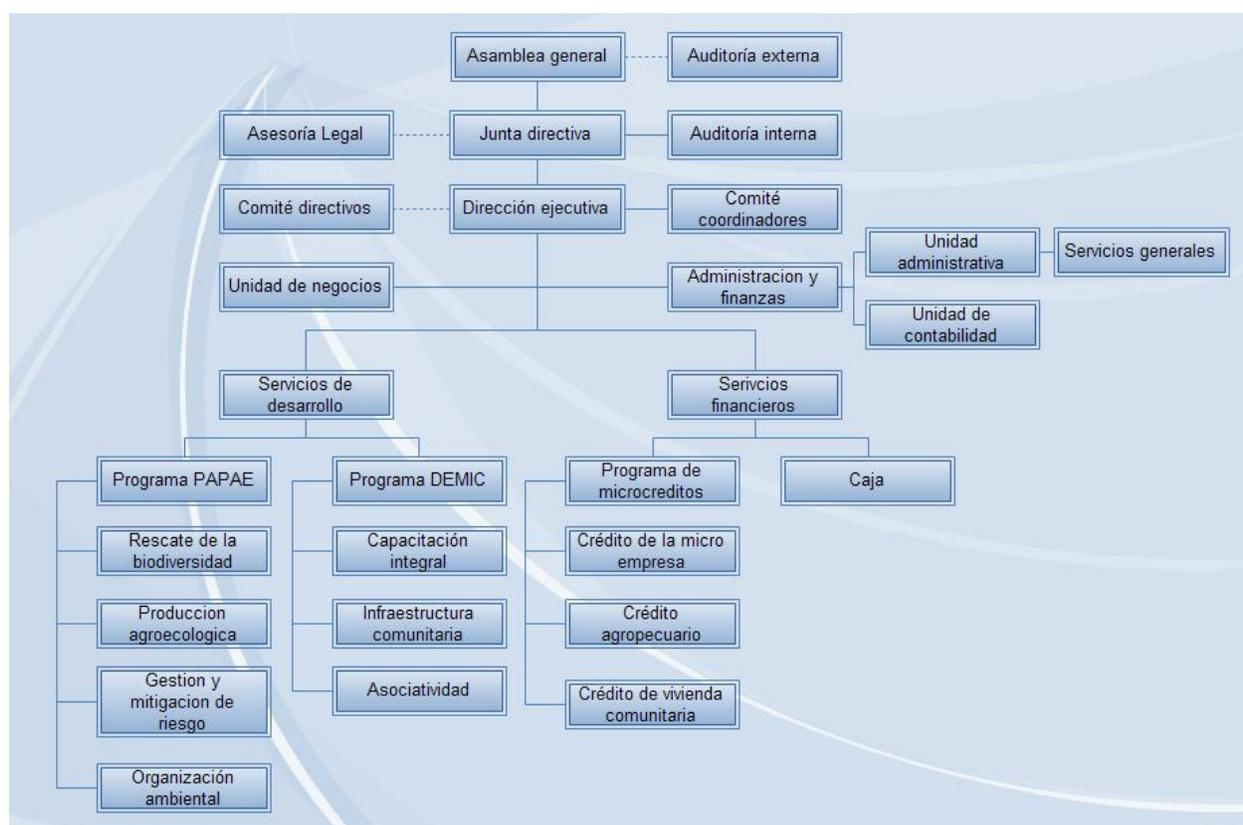 Asamblea general
Auditoría externa
Asesoría Legal
Junta directiva
Auditoría interna
Comité directivos
Dirección ejecutiva
Comité
coordinadores
Unidad
administrativa
Servicios generales
Unidad de negocios
Administracion y
finanzas
Unidad de
contabilidad
Servicios de
desarrollo
Serivcios
financieros
Programa PAPAE
Programa DEMIC
Programa de
microcreditos
Caja
Rescate de la
biodiversidad
Capacitación
integral
Crédito de la micro
empresa
Produccion
agroecologica
Infraestructura
comunitaria
Crédito
agropecuario
Gestion y
mitigacion de
riesgo
Asociatividad
Crédito de vivienda
comunitaria
Organización
ambiental